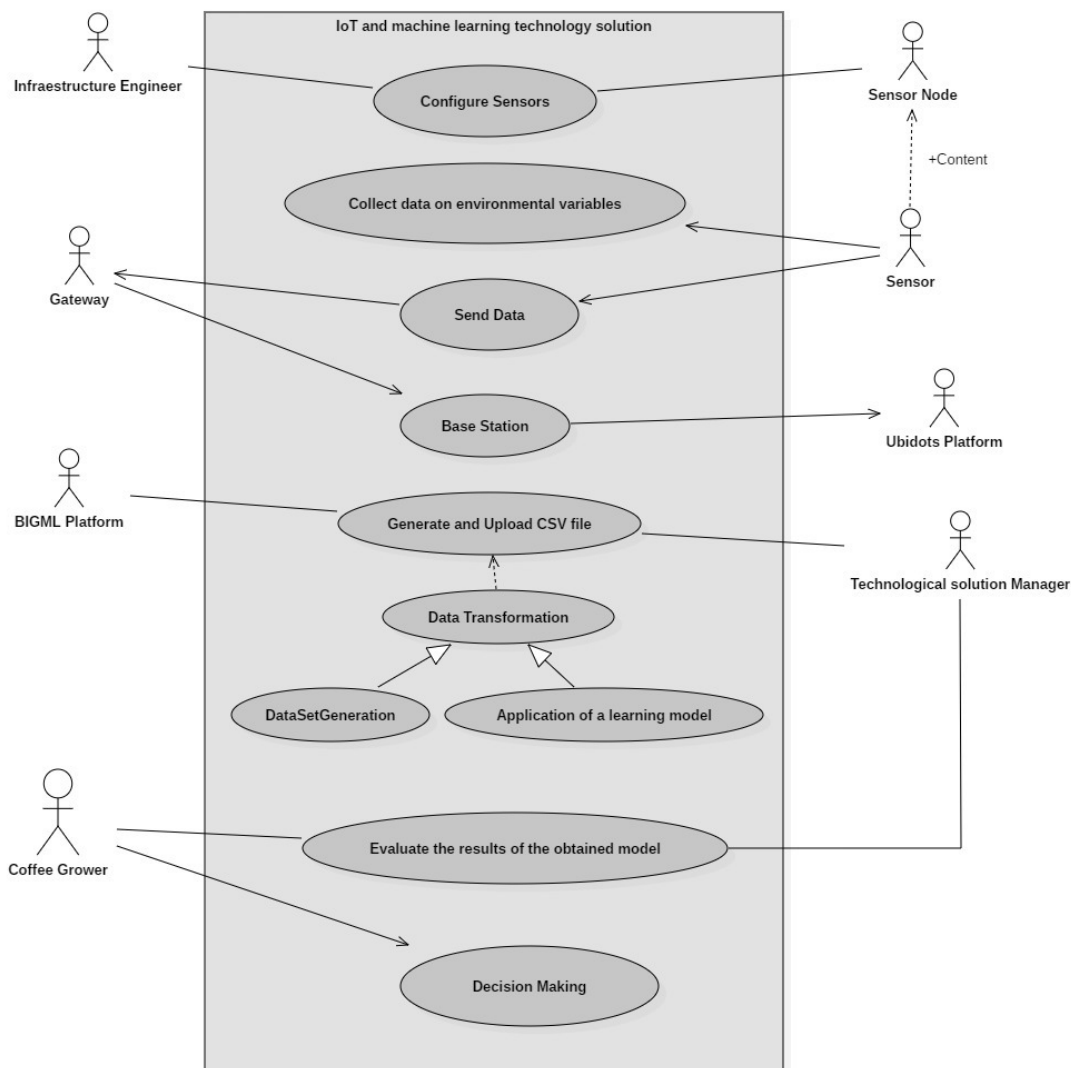 IoT and machine learning technology solution
Infraestructure Engineer
Configure Sensors
Sensor Node
+Content
Collect data on environmental variables
Sensor
Gateway
Send Data
Base Station
Ubidots Platform
BIGML Platform
Generate and Upload CSV file
Technological solution Manager
Data Transformation
DataSetGeneration
Application of a learning model
Coffee Grower
Evaluate the results of the obtained model
Decision Making